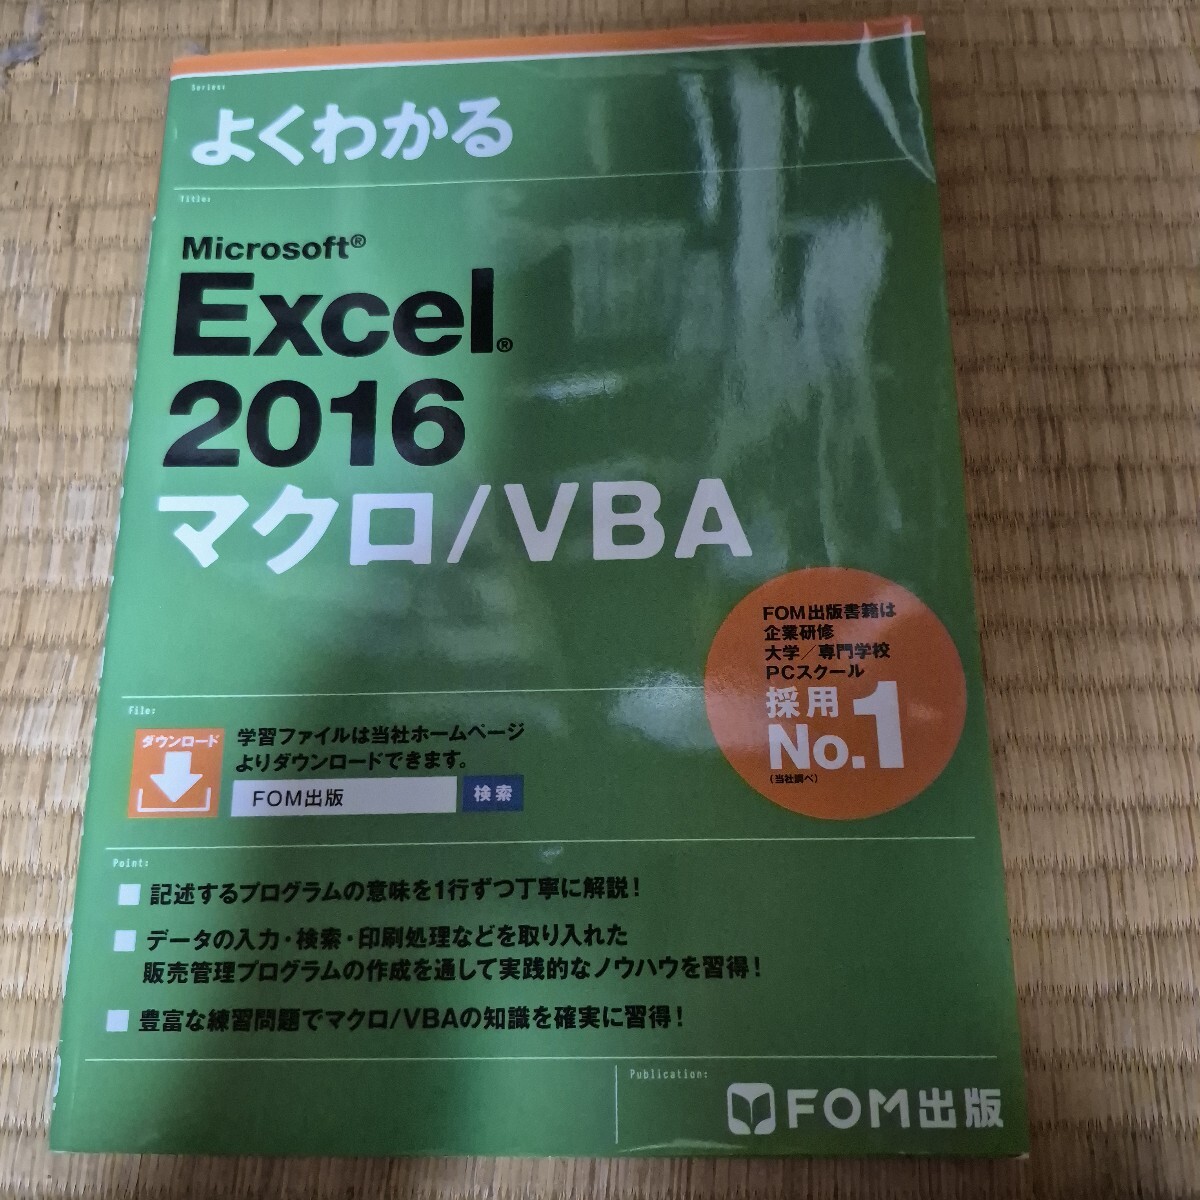 Series:
よくわかる
Title:
Microsoft®
Excel®
2016
マクロ/VBA
FOM出版書籍は
企業研修
大学／専門学校
PCスクール
採用
No.1
(当社調べ)
File:
ダウンロード
学習ファイルは当社ホームページ
よりダウンロードできます。
FOM出版 検索
Point:
■ 記述するプログラムの意味を1行ずつ丁寧に解説！
■ データの入力・検索・印刷処理などを取り入れた
販売管理プログラムの作成を通して実践的なノウハウを習得！
■ 豊富な練習問題でマクロ/VBAの知識を確実に習得！
Publication:
FOM出版